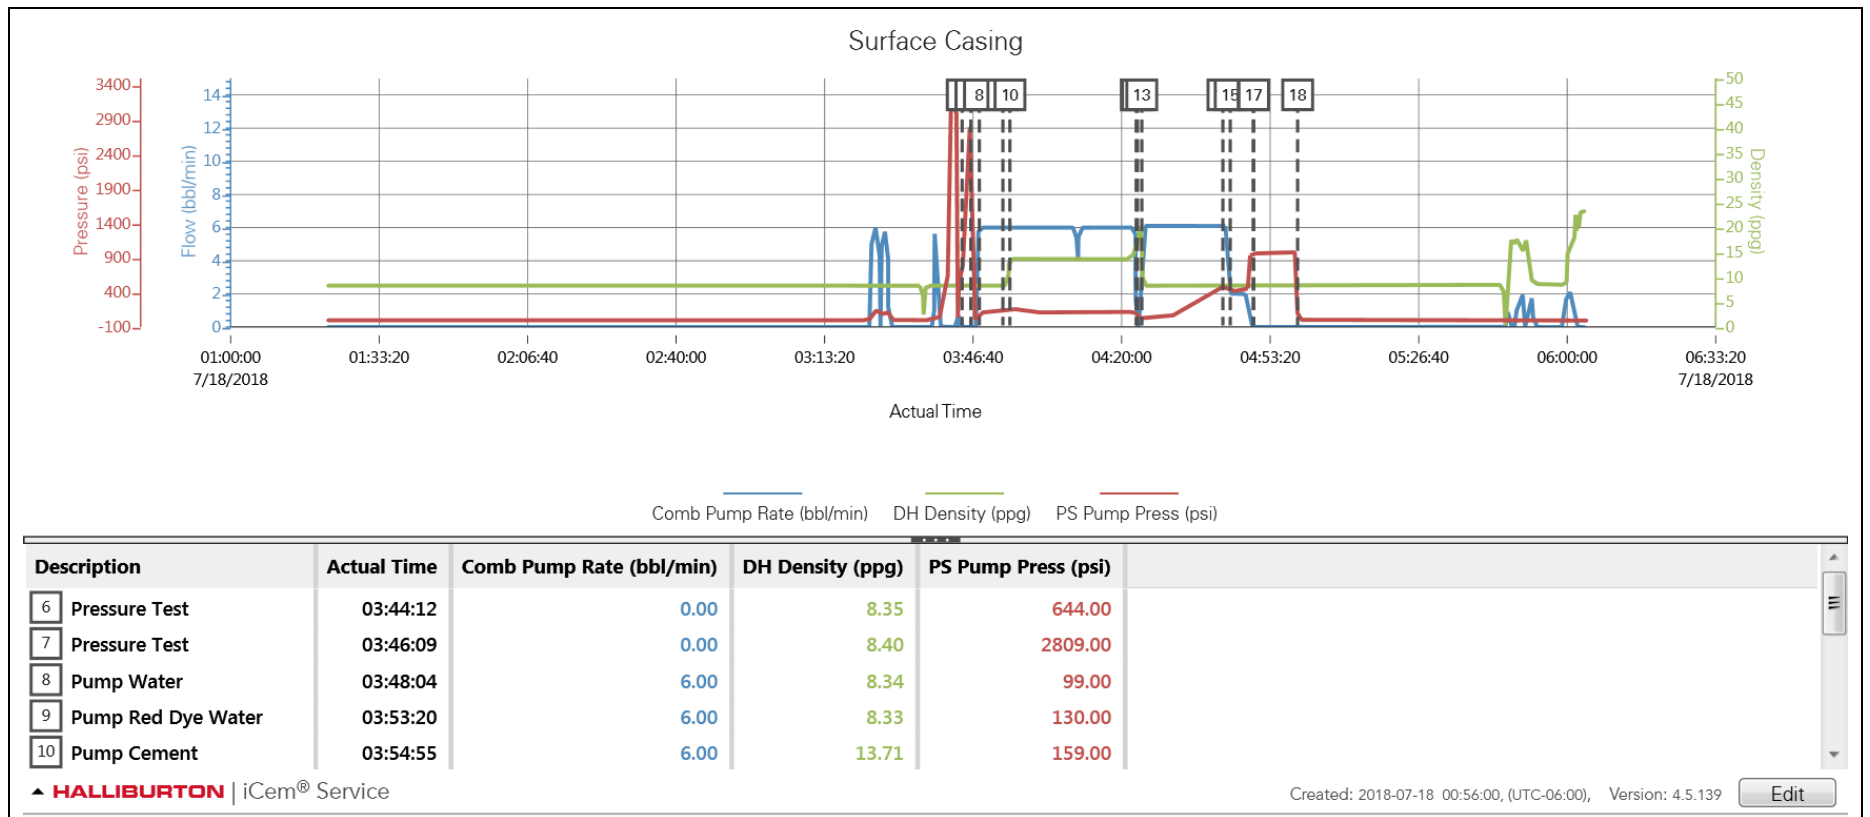 Surface Casing
3400 14 8 10 13 15 17 18 50
2900 12 45
2400 10 40
1900 8 35
1400 6 30
900 4 25
400 2 20
-100 0 15
10
5
0
Pressure (psi)
Flow (bbl/min)
Density (ppg)
01:00:00 01:33:20 02:06:40 02:40:00 03:13:20 03:46:40 04:20:00 04:53:20 05:26:40 06:00:00 06:33:20
7/18/2018 7/18/2018
Actual Time
Comb Pump Rate (bbl/min) DH Density (ppg) PS Pump Press (psi)
Description Actual Time Comb Pump Rate (bbl/min) DH Density (ppg) PS Pump Press (psi)
6 Pressure Test 03:44:12 0.00 8.35 644.00
7 Pressure Test 03:46:09 0.00 8.40 2809.00
8 Pump Water 03:48:04 6.00 8.34 99.00
9 Pump Red Dye Water 03:53:20 6.00 8.33 130.00
10 Pump Cement 03:54:55 6.00 13.71 159.00
HALLIBURTON | iCem® Service Created: 2018-07-18 00:56:00, (UTC-06:00), Version: 4.5.139 Edit